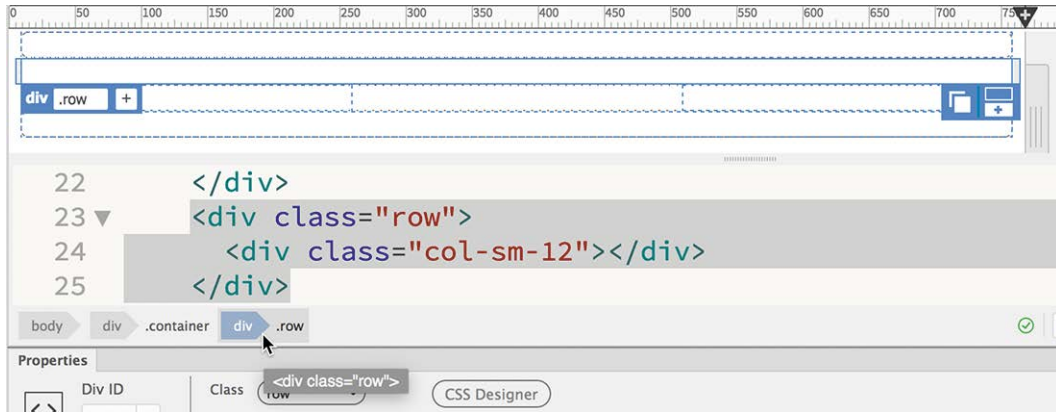 0 50 100 150 200 250 300 350 400 450 500 550 600 650 700 75
div .row +
22 </div>
23 <div class="row">
24 <div class="col-sm-12"></div>
25 </div>
body div .container div .row
Properties
<div class="row">
Div ID Class row CSS Designer